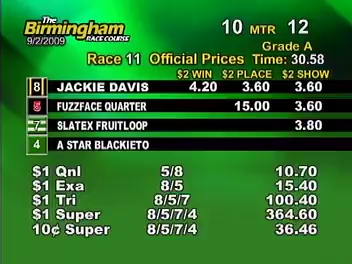 The Birmingham RACE COURSE
9/2/2009
10 MTR 12
Grade A
Race 11 Official Prices Time: 30.58
$2 WIN $2 PLACE $2 SHOW
8 JACKIE DAVIS 4.20 3.60 3.60
5 FUZZFACE QUARTER 15.00 3.60
7 SLATEX FRUITLOOP 3.80
4 A STAR BLACKIETO
$1 Qnl 5/8 10.70
$1 Exa 8/5 15.40
$1 Tri 8/5/7 100.40
$1 Super 8/5/7/4 364.60
10¢ Super 8/5/7/4 36.46